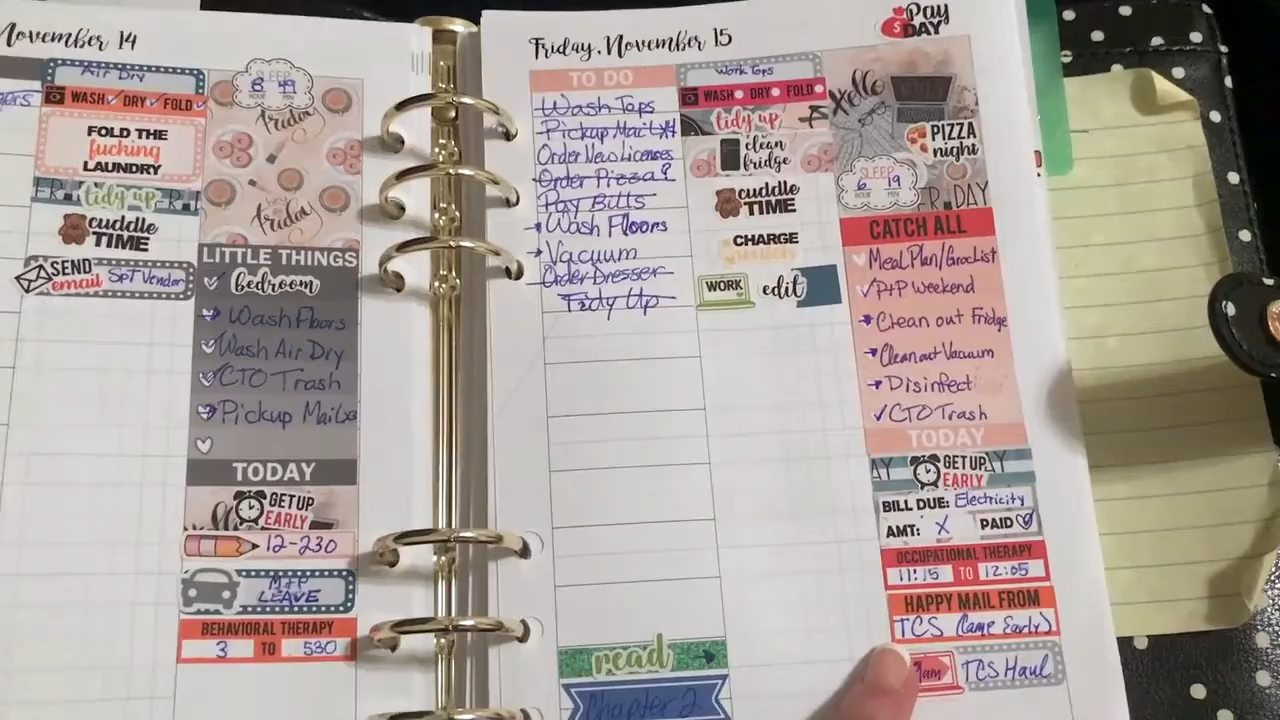 November 14
Air Dry
WASH DRY FOLD
FOLD THE
fucking
LAUNDRY
tidy up
cuddle
TIME
SEND
email SpT Vendor
SLEEP
8 49
HOUR MIN
Friday
Friday
LITTLE THINGS
bedroom
Wash Floors
Wash Air Dry
CTO Trash
Pickup Mail
TODAY
GET UP
EARLY
12-230
M+P
LEAVE
BEHAVIORAL THERAPY
3 TO 530
Friday, November 15
Pay
DAY
TO DO
Wash Tops
Pickup Mail
Order New Licenses
Order Pizza?
Pay Bills
Wash Floors
Vacuum
Order Dresser
Tidy Up
read
Chapter 2
Work Tops
WASH DRY FOLD
tidy up
clean
fridge
cuddle
TIME
CHARGE
WORK edit
Hello
PIZZA
night
SLEEP
6 19
HOUR MIN
CATCH ALL
Meal Plan/Groc List
P+P Weekend
Clean out Fridge
Clean out Vacuum
Disinfect
CTO Trash
TODAY
GET UP
EARLY
BILL DUE: Electricity
AMT: X PAID
OCCUPATIONAL THERAPY
11:15 TO 12:05
HAPPY MAIL FROM
TCS (Came Early)
TCS Haul